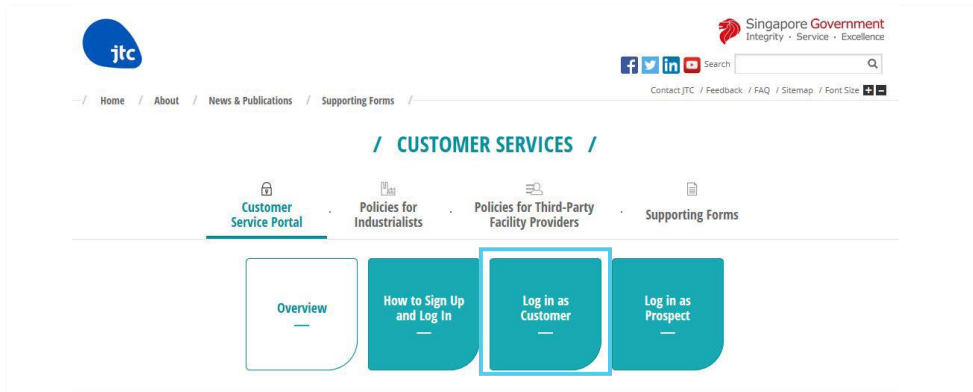 jtc
Singapore Government
Integrity · Service · Excellence
Search
Contact JTC / Feedback / FAQ / Sitemap / Font Size + -
/ Home / About / News & Publications / Supporting Forms /
/ CUSTOMER SERVICES /
Customer
Service Portal
Policies for
Industrialists
Policies for Third-Party
Facility Providers
Supporting Forms
Overview
How to Sign Up
and Log In
Log in as
Customer
Log in as
Prospect